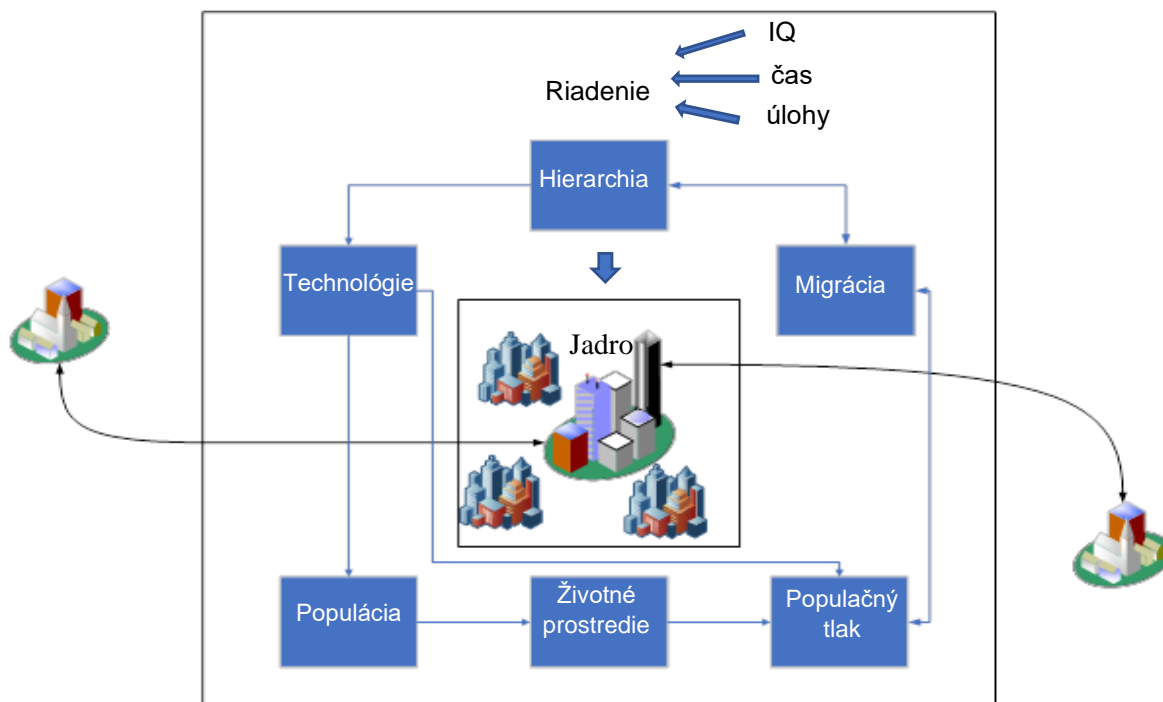 IQ
čas
Riadenie
úlohy
Hierarchia
Technológie
Migrácia
Jadro
Populácia
Životné
prostredie
Populačný
tlak